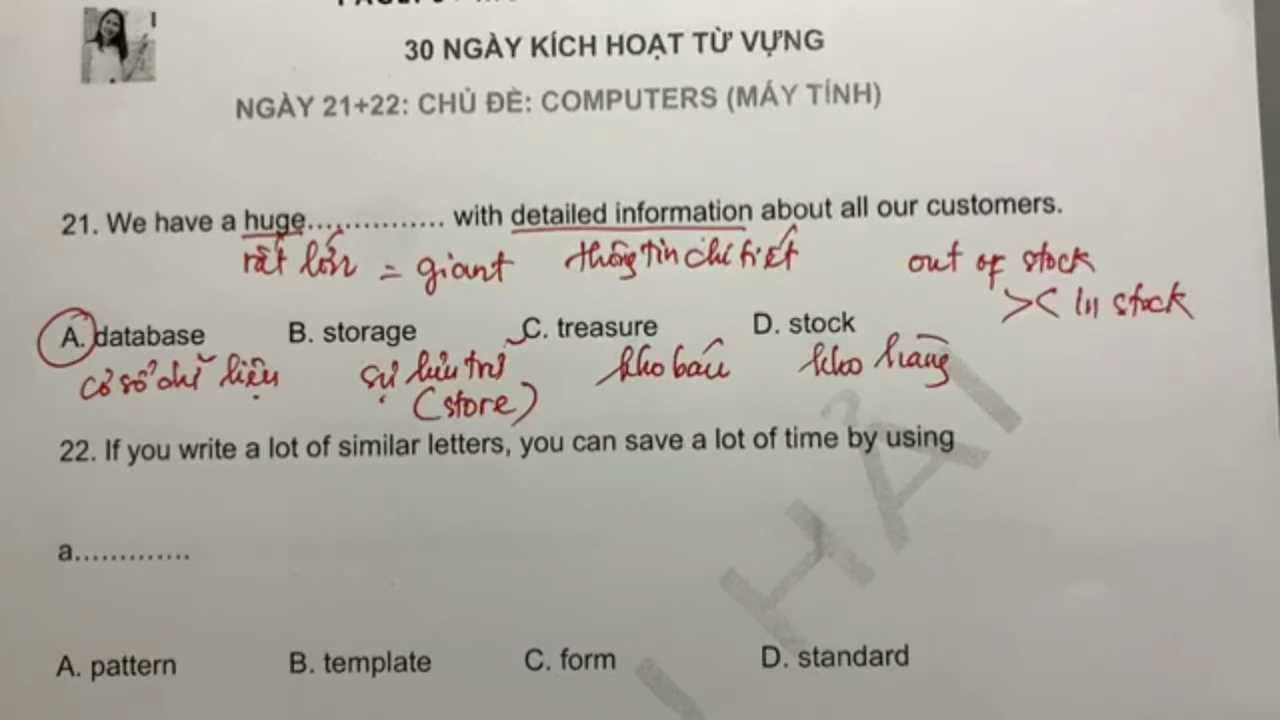 30 NGÀY KÍCH HOẠT TỪ VỰNG
NGÀY 21+22: CHỦ ĐỀ: COMPUTERS (MÁY TÍNH)
21. We have a huge............... with detailed information about all our customers.
rất lớn = giant thông tin chi tiết out of stock
>< in stock
A. database B. storage C. treasure D. stock
cơ sở dữ liệu sự lưu trữ kho báu kho hàng
(store)
22. If you write a lot of similar letters, you can save a lot of time by using
a.............
A. pattern B. template C. form D. standard
HẢI